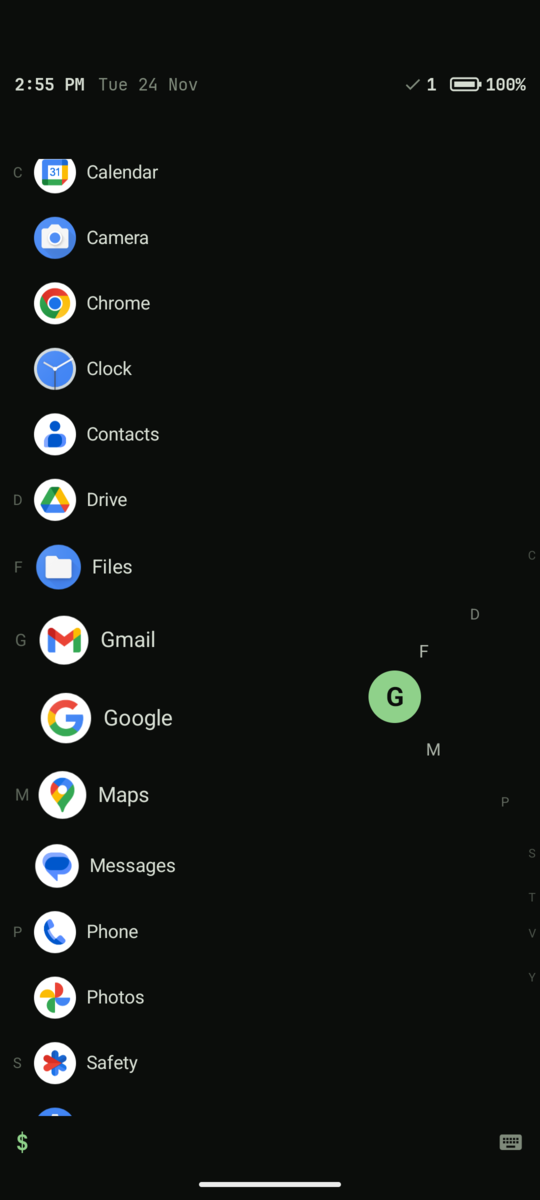 2:55 PM Tue 24 Nov 1 100%
C Calendar
31
Camera
Chrome
Clock
Contacts
D Drive
F Files
G Gmail
Google
M Maps
Messages
P Phone
Photos
S Safety
C
D
F
G
M
P
S
T
V
Y
$